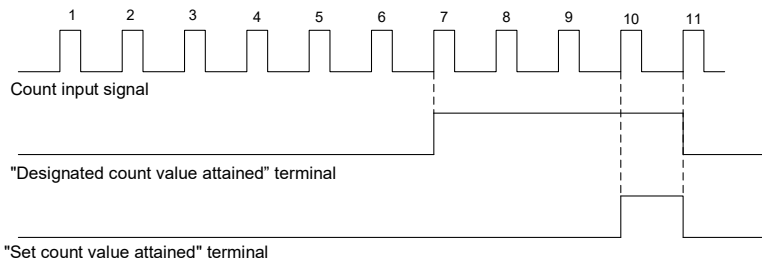 1 2 3 4 5 6 7 8 9 10 11
Count input signal
"Designated count value attained” terminal
"Set count value attained" terminal